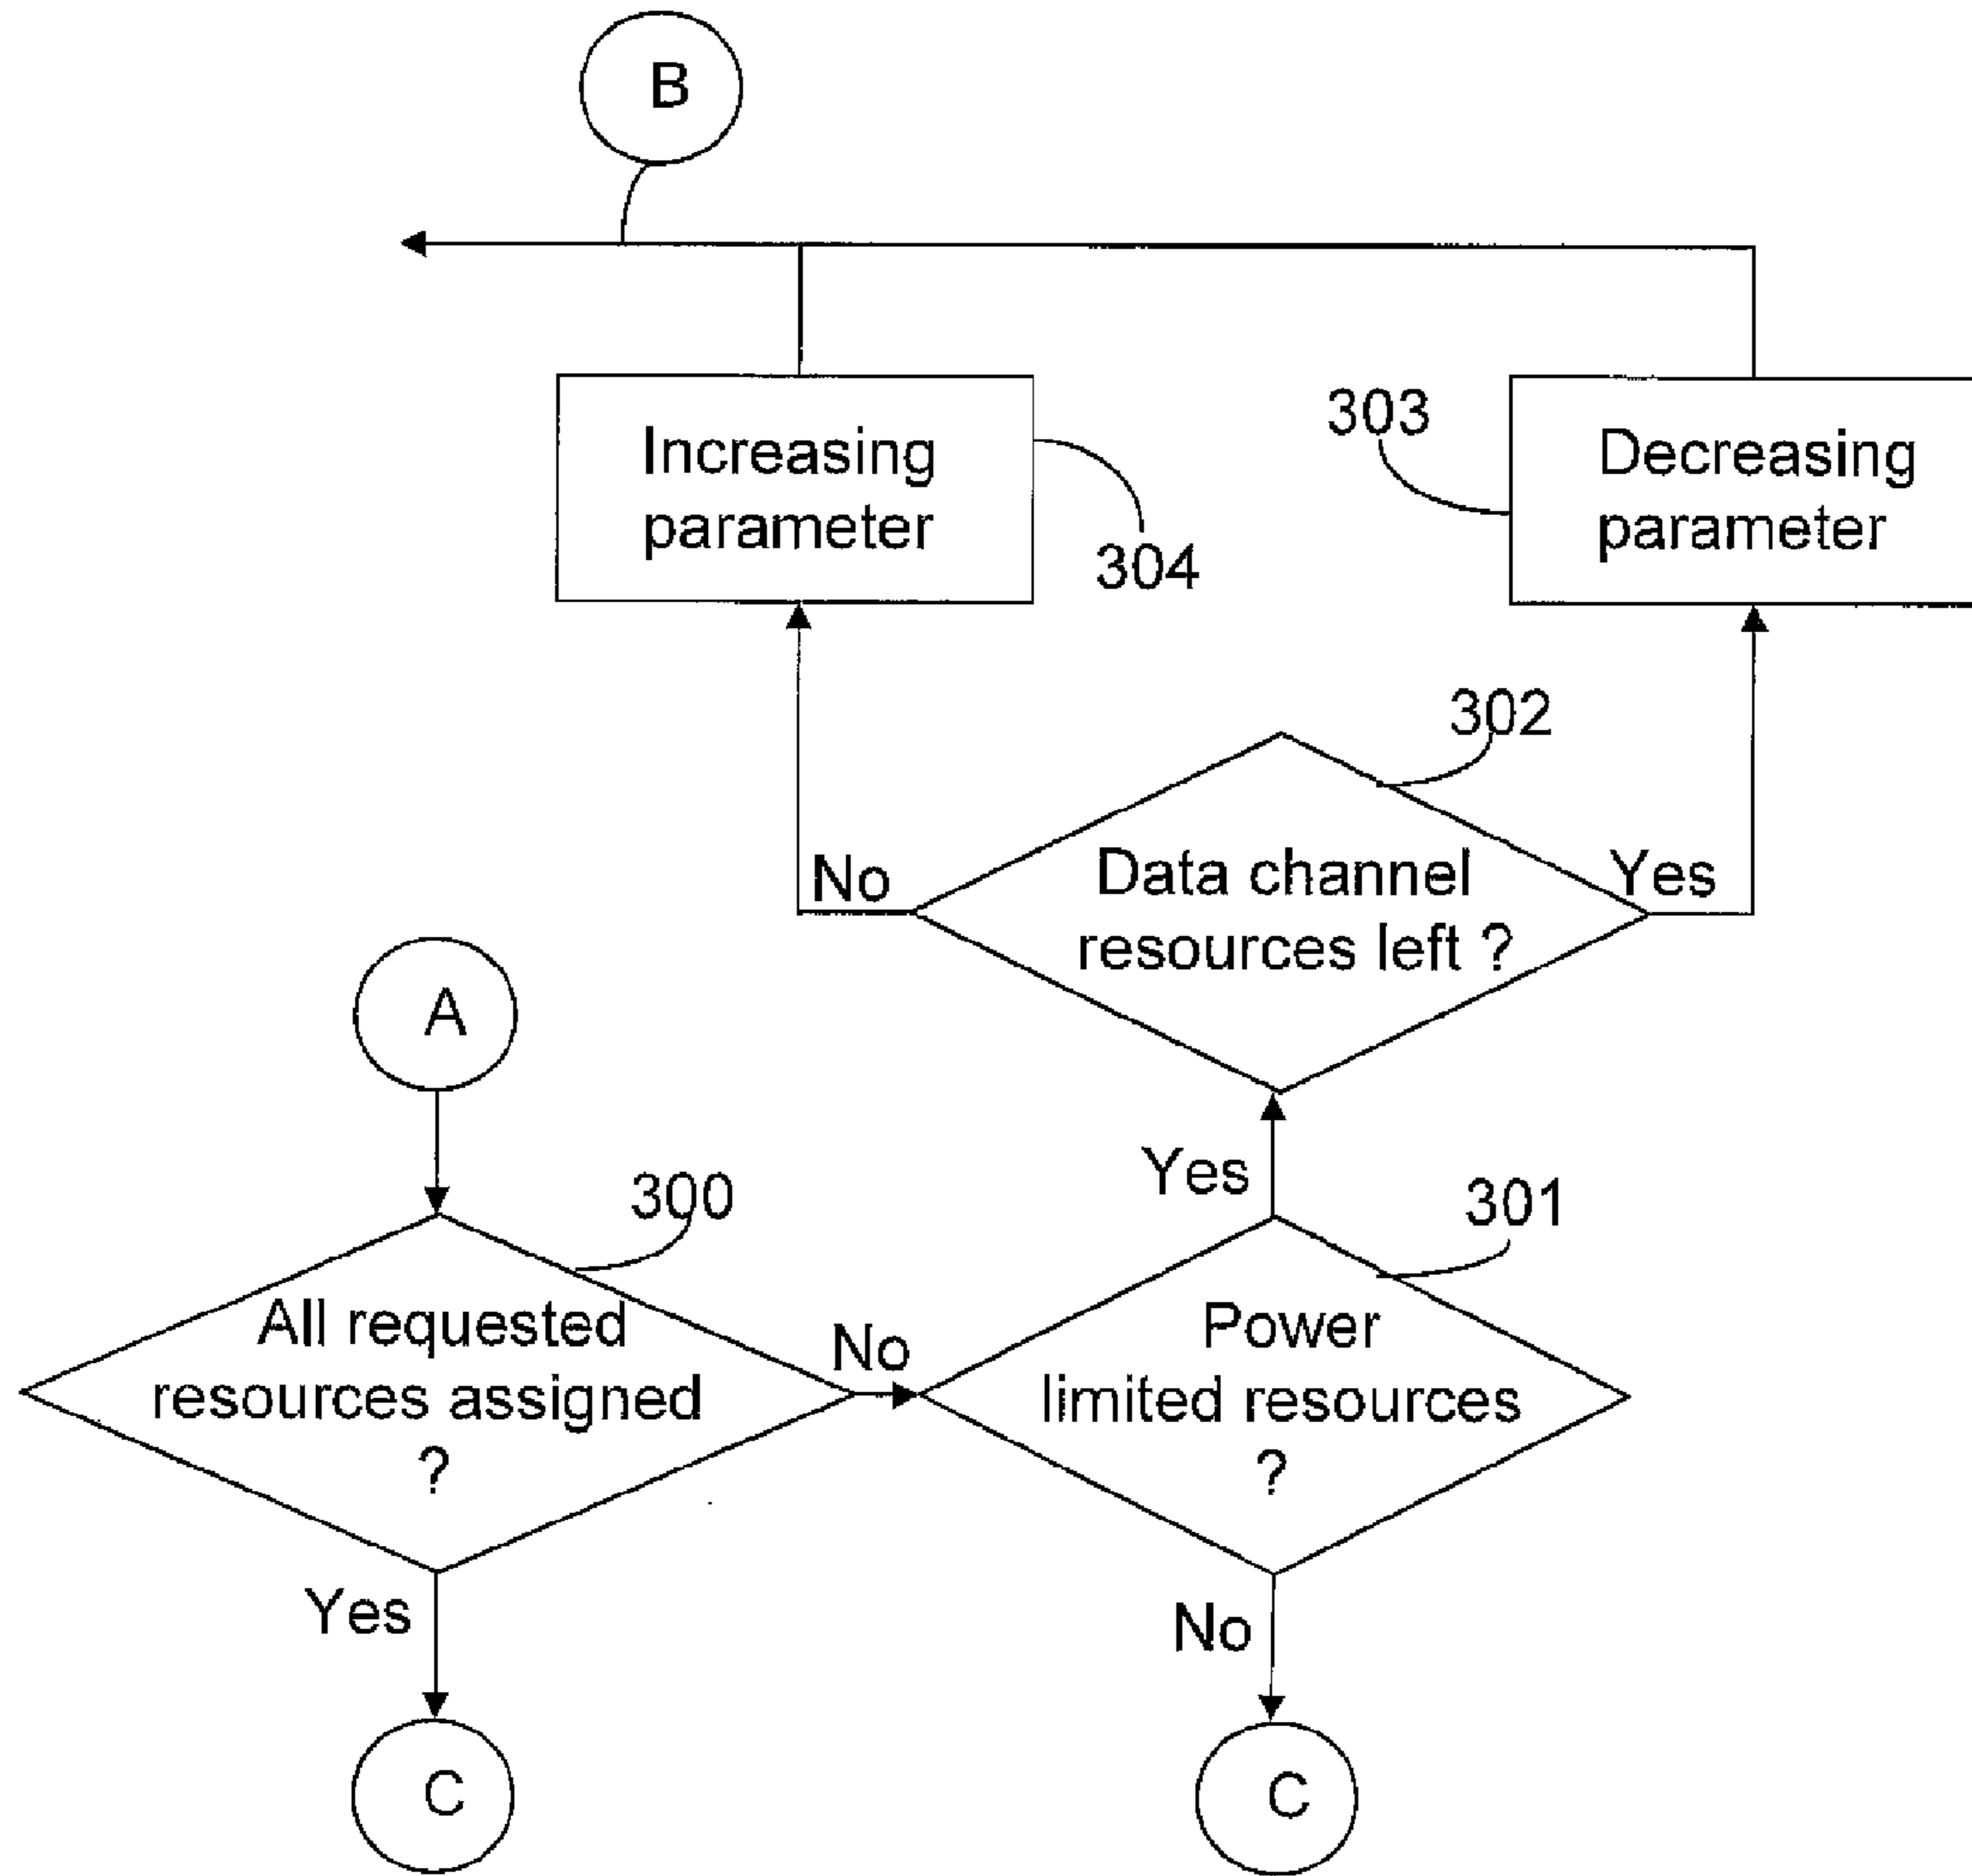 B
Increasing
parameter
304
303
Decreasing
parameter
302
No
Data channel
resources left ?
Yes
A
Yes
300
301
All requested
resources assigned
?
No
Power
limited resources
?
Yes
No
C
C